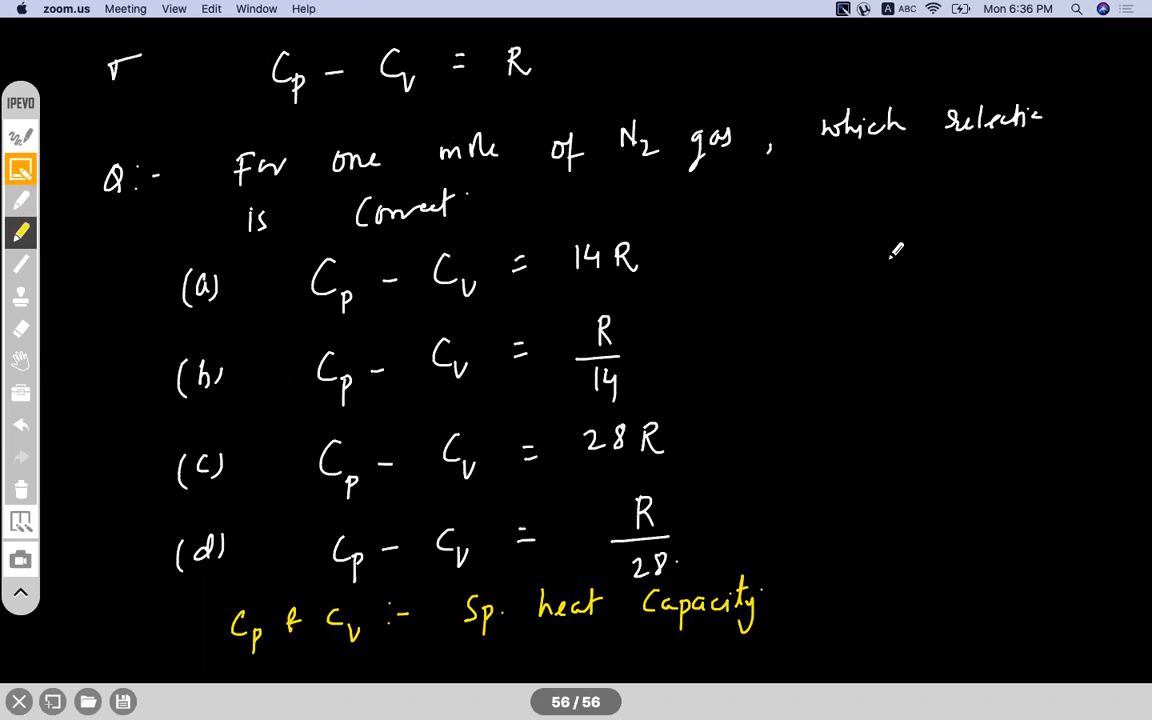 zoom.us Meeting View Edit Window Help A ABC Mon 6:36 PM
IPEVO
Cp - Cv = R
Q:- For one mole of N2 gas, which
is Correct
(a) Cp - Cv = 14 R
(b) Cp - Cv = R/14
(c) Cp - Cv = 28 R
(d) Cp - Cv = R/28.
Cp & Cv :- Sp. heat Capacity
56 / 56